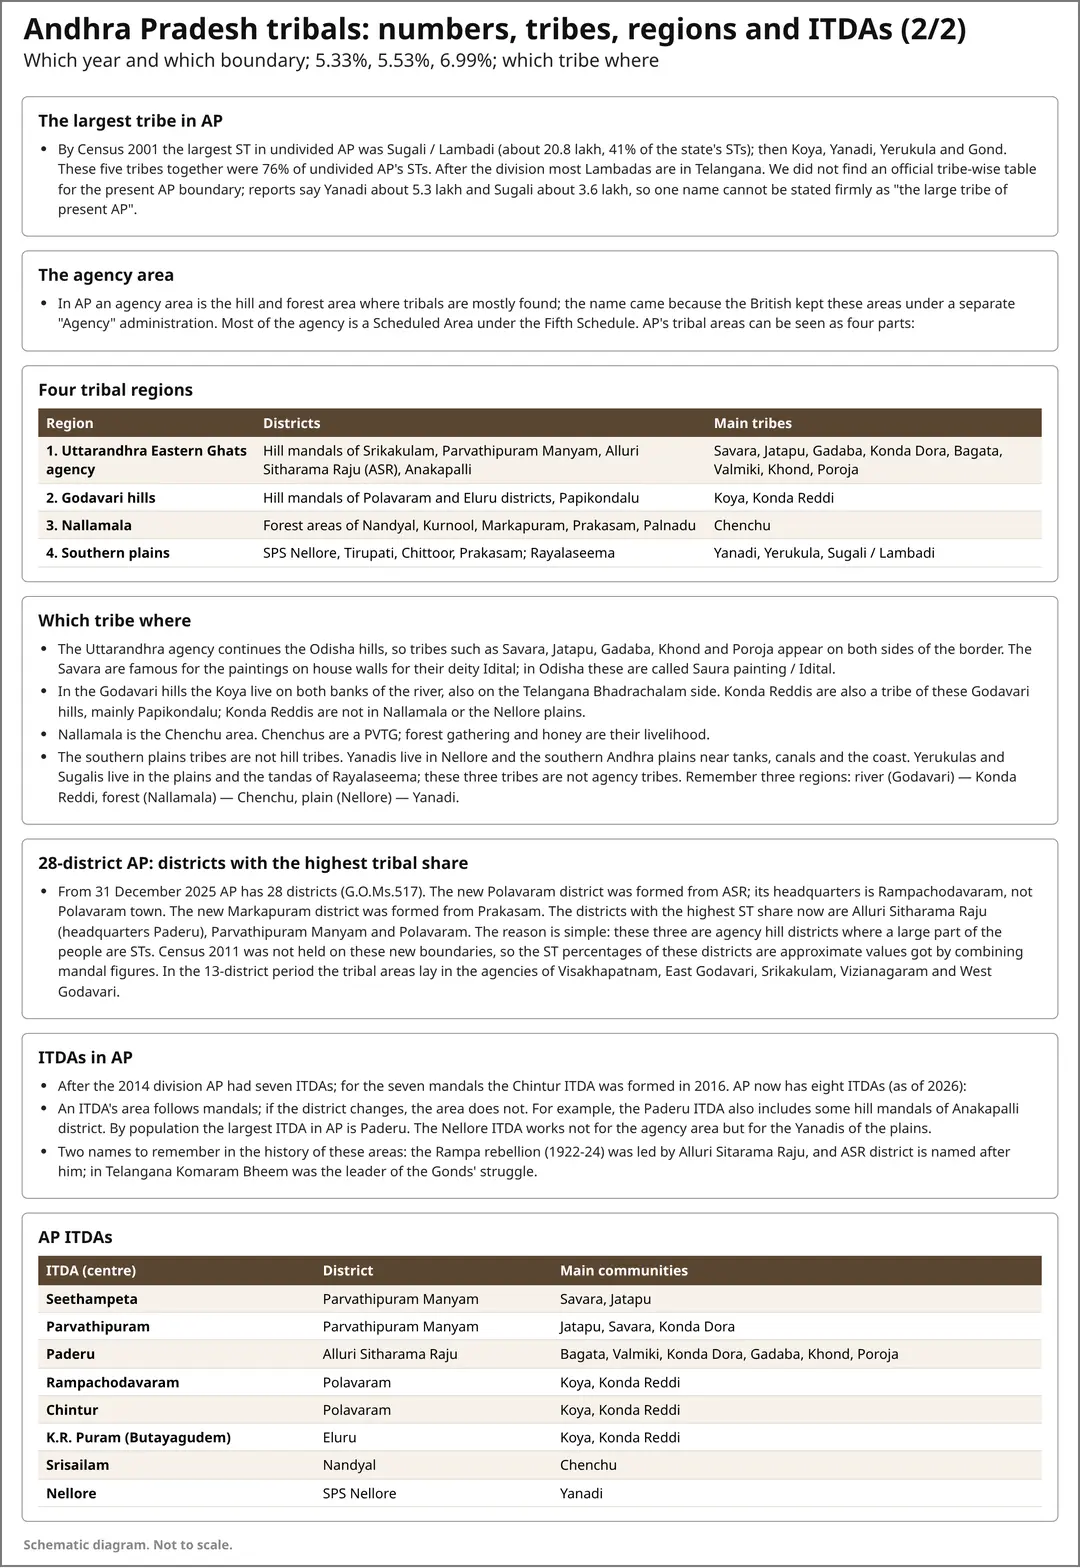 Andhra Pradesh tribals: numbers, tribes, regions and ITDAs (2/2)
Which year and which boundary; 5.33%, 5.53%, 6.99%; which tribe where
The largest tribe in AP
• By Census 2001 the largest ST in undivided AP was Sugali / Lambadi (about 20.8 lakh, 41% of the state's STs); then Koya, Yanadi, Yerukula and Gond.
These five tribes together were 76% of undivided AP's STs. After the division most Lambadas are in Telangana. We did not find an official tribe-wise table
for the present AP boundary; reports say Yanadi about 5.3 lakh and Sugali about 3.6 lakh, so one name cannot be stated firmly as "the large tribe of
present AP".
The agency area
• In AP an agency area is the hill and forest area where tribals are mostly found; the name came because the British kept these areas under a separate
"Agency" administration. Most of the agency is a Scheduled Area under the Fifth Schedule. AP's tribal areas can be seen as four parts:
Four tribal regions
Region Districts Main tribes
1. Uttarandhra Eastern Ghats Hill mandals of Srikakulam, Parvathipuram Manyam, Alluri Savara, Jatapu, Gadaba, Konda Dora, Bagata,
agency Sitharama Raju (ASR), Anakapalli Valmiki, Khond, Poroja
2. Godavari hills Hill mandals of Polavaram and Eluru districts, Papikondalu Koya, Konda Reddi
3. Nallamala Forest areas of Nandyal, Kurnool, Markapuram, Prakasam, Palnadu Chenchu
4. Southern plains SPS Nellore, Tirupati, Chittoor, Prakasam; Rayalaseema Yanadi, Yerukula, Sugali / Lambadi
Which tribe where
• The Uttarandhra agency continues the Odisha hills, so tribes such as Savara, Jatapu, Gadaba, Khond and Poroja appear on both sides of the border. The
Savara are famous for the paintings on house walls for their deity Idital; in Odisha these are called Saura painting / Idital.
• In the Godavari hills the Koya live on both banks of the river, also on the Telangana Bhadrachalam side. Konda Reddis are also a tribe of these Godavari
hills, mainly Papikondalu; Konda Reddis are not in Nallamala or the Nellore plains.
• Nallamala is the Chenchu area. Chenchus are a PVTG; forest gathering and honey are their livelihood.
• The southern plains tribes are not hill tribes. Yanadis live in Nellore and the southern Andhra plains near tanks, canals and the coast. Yerukulas and
Sugalis live in the plains and the tandas of Rayalaseema; these three tribes are not agency tribes. Remember three regions: river (Godavari) — Konda
Reddi, forest (Nallamala) — Chenchu, plain (Nellore) — Yanadi.
28-district AP: districts with the highest tribal share
• From 31 December 2025 AP has 28 districts (G.O.Ms.517). The new Polavaram district was formed from ASR; its headquarters is Rampachodavaram, not
Polavaram town. The new Markapuram district was formed from Prakasam. The districts with the highest ST share now are Alluri Sitharama Raju
(headquarters Paderu), Parvathipuram Manyam and Polavaram. The reason is simple: these three are agency hill districts where a large part of the
people are STs. Census 2011 was not held on these new boundaries, so the ST percentages of these districts are approximate values got by combining
mandal figures. In the 13-district period the tribal areas lay in the agencies of Visakhapatnam, East Godavari, Srikakulam, Vizianagaram and West
Godavari.
ITDAs in AP
• After the 2014 division AP had seven ITDAs; for the seven mandals the Chintur ITDA was formed in 2016. AP now has eight ITDAs (as of 2026):
• An ITDA's area follows mandals; if the district changes, the area does not. For example, the Paderu ITDA also includes some hill mandals of Anakapalli
district. By population the largest ITDA in AP is Paderu. The Nellore ITDA works not for the agency area but for the Yanadis of the plains.
• Two names to remember in the history of these areas: the Rampa rebellion (1922-24) was led by Alluri Sitarama Raju, and ASR district is named after
him; in Telangana Komaram Bheem was the leader of the Gonds' struggle.
AP ITDAs
ITDA (centre) District Main communities
Seethampeta Parvathipuram Manyam Savara, Jatapu
Parvathipuram Parvathipuram Manyam Jatapu, Savara, Konda Dora
Paderu Alluri Sitharama Raju Bagata, Valmiki, Konda Dora, Gadaba, Khond, Poroja
Rampachodavaram Polavaram Koya, Konda Reddi
Chintur Polavaram Koya, Konda Reddi
K.R. Puram (Butayagudem) Eluru Koya, Konda Reddi
Srisailam Nandyal Chenchu
Nellore SPS Nellore Yanadi
Schematic diagram. Not to scale.